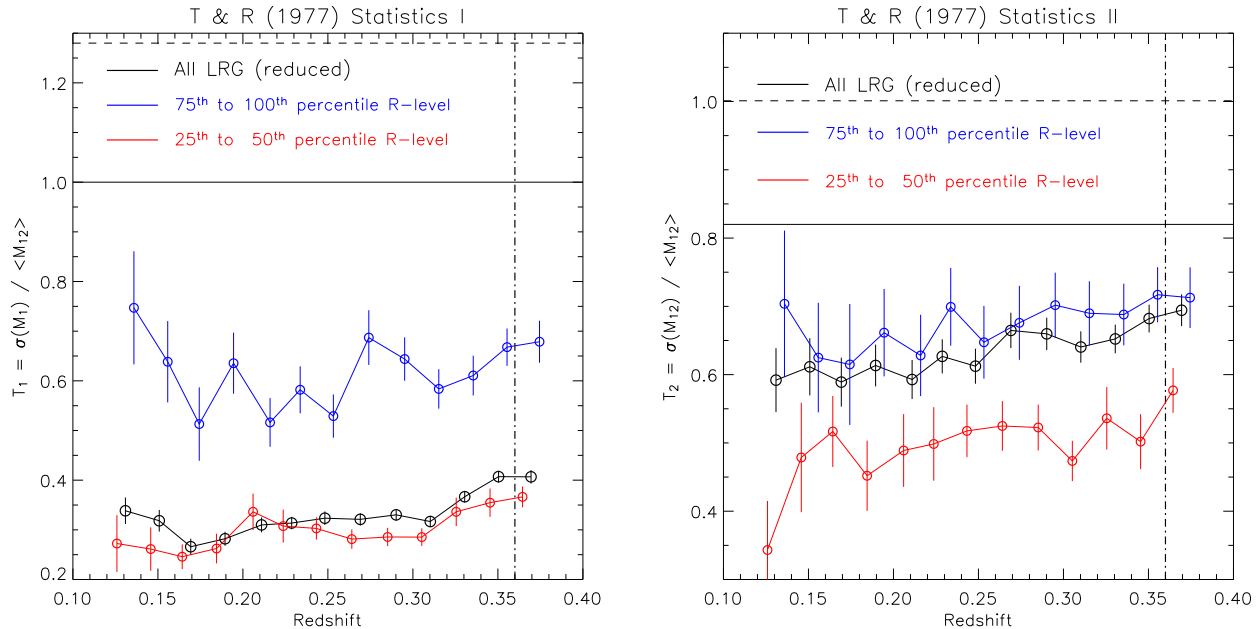 T & R (1977) Statistics I
All LRG (reduced)
75th to 100th percentile R-level
25th to 50th percentile R-level
T1 = σ(M1) / <M12>
1.2
1.0
0.8
0.6
0.4
0.2
0.10
0.15
0.20
0.25
0.30
0.35
0.40
Redshift
T & R (1977) Statistics II
All LRG (reduced)
75th to 100th percentile R-level
25th to 50th percentile R-level
T2 = σ(M12) / <M12>
1.0
0.8
0.6
0.4
0.10
0.15
0.20
0.25
0.30
0.35
0.40
Redshift